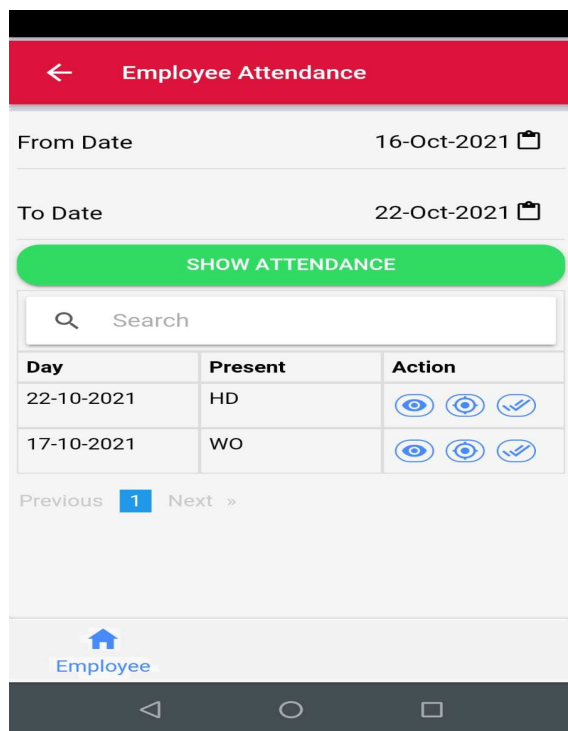 Employee Attendance
From Date 16-Oct-2021
To Date 22-Oct-2021
SHOW ATTENDANCE
Search
Day Present Action
22-10-2021 HD
17-10-2021 WO
Previous 1 Next »
Employee